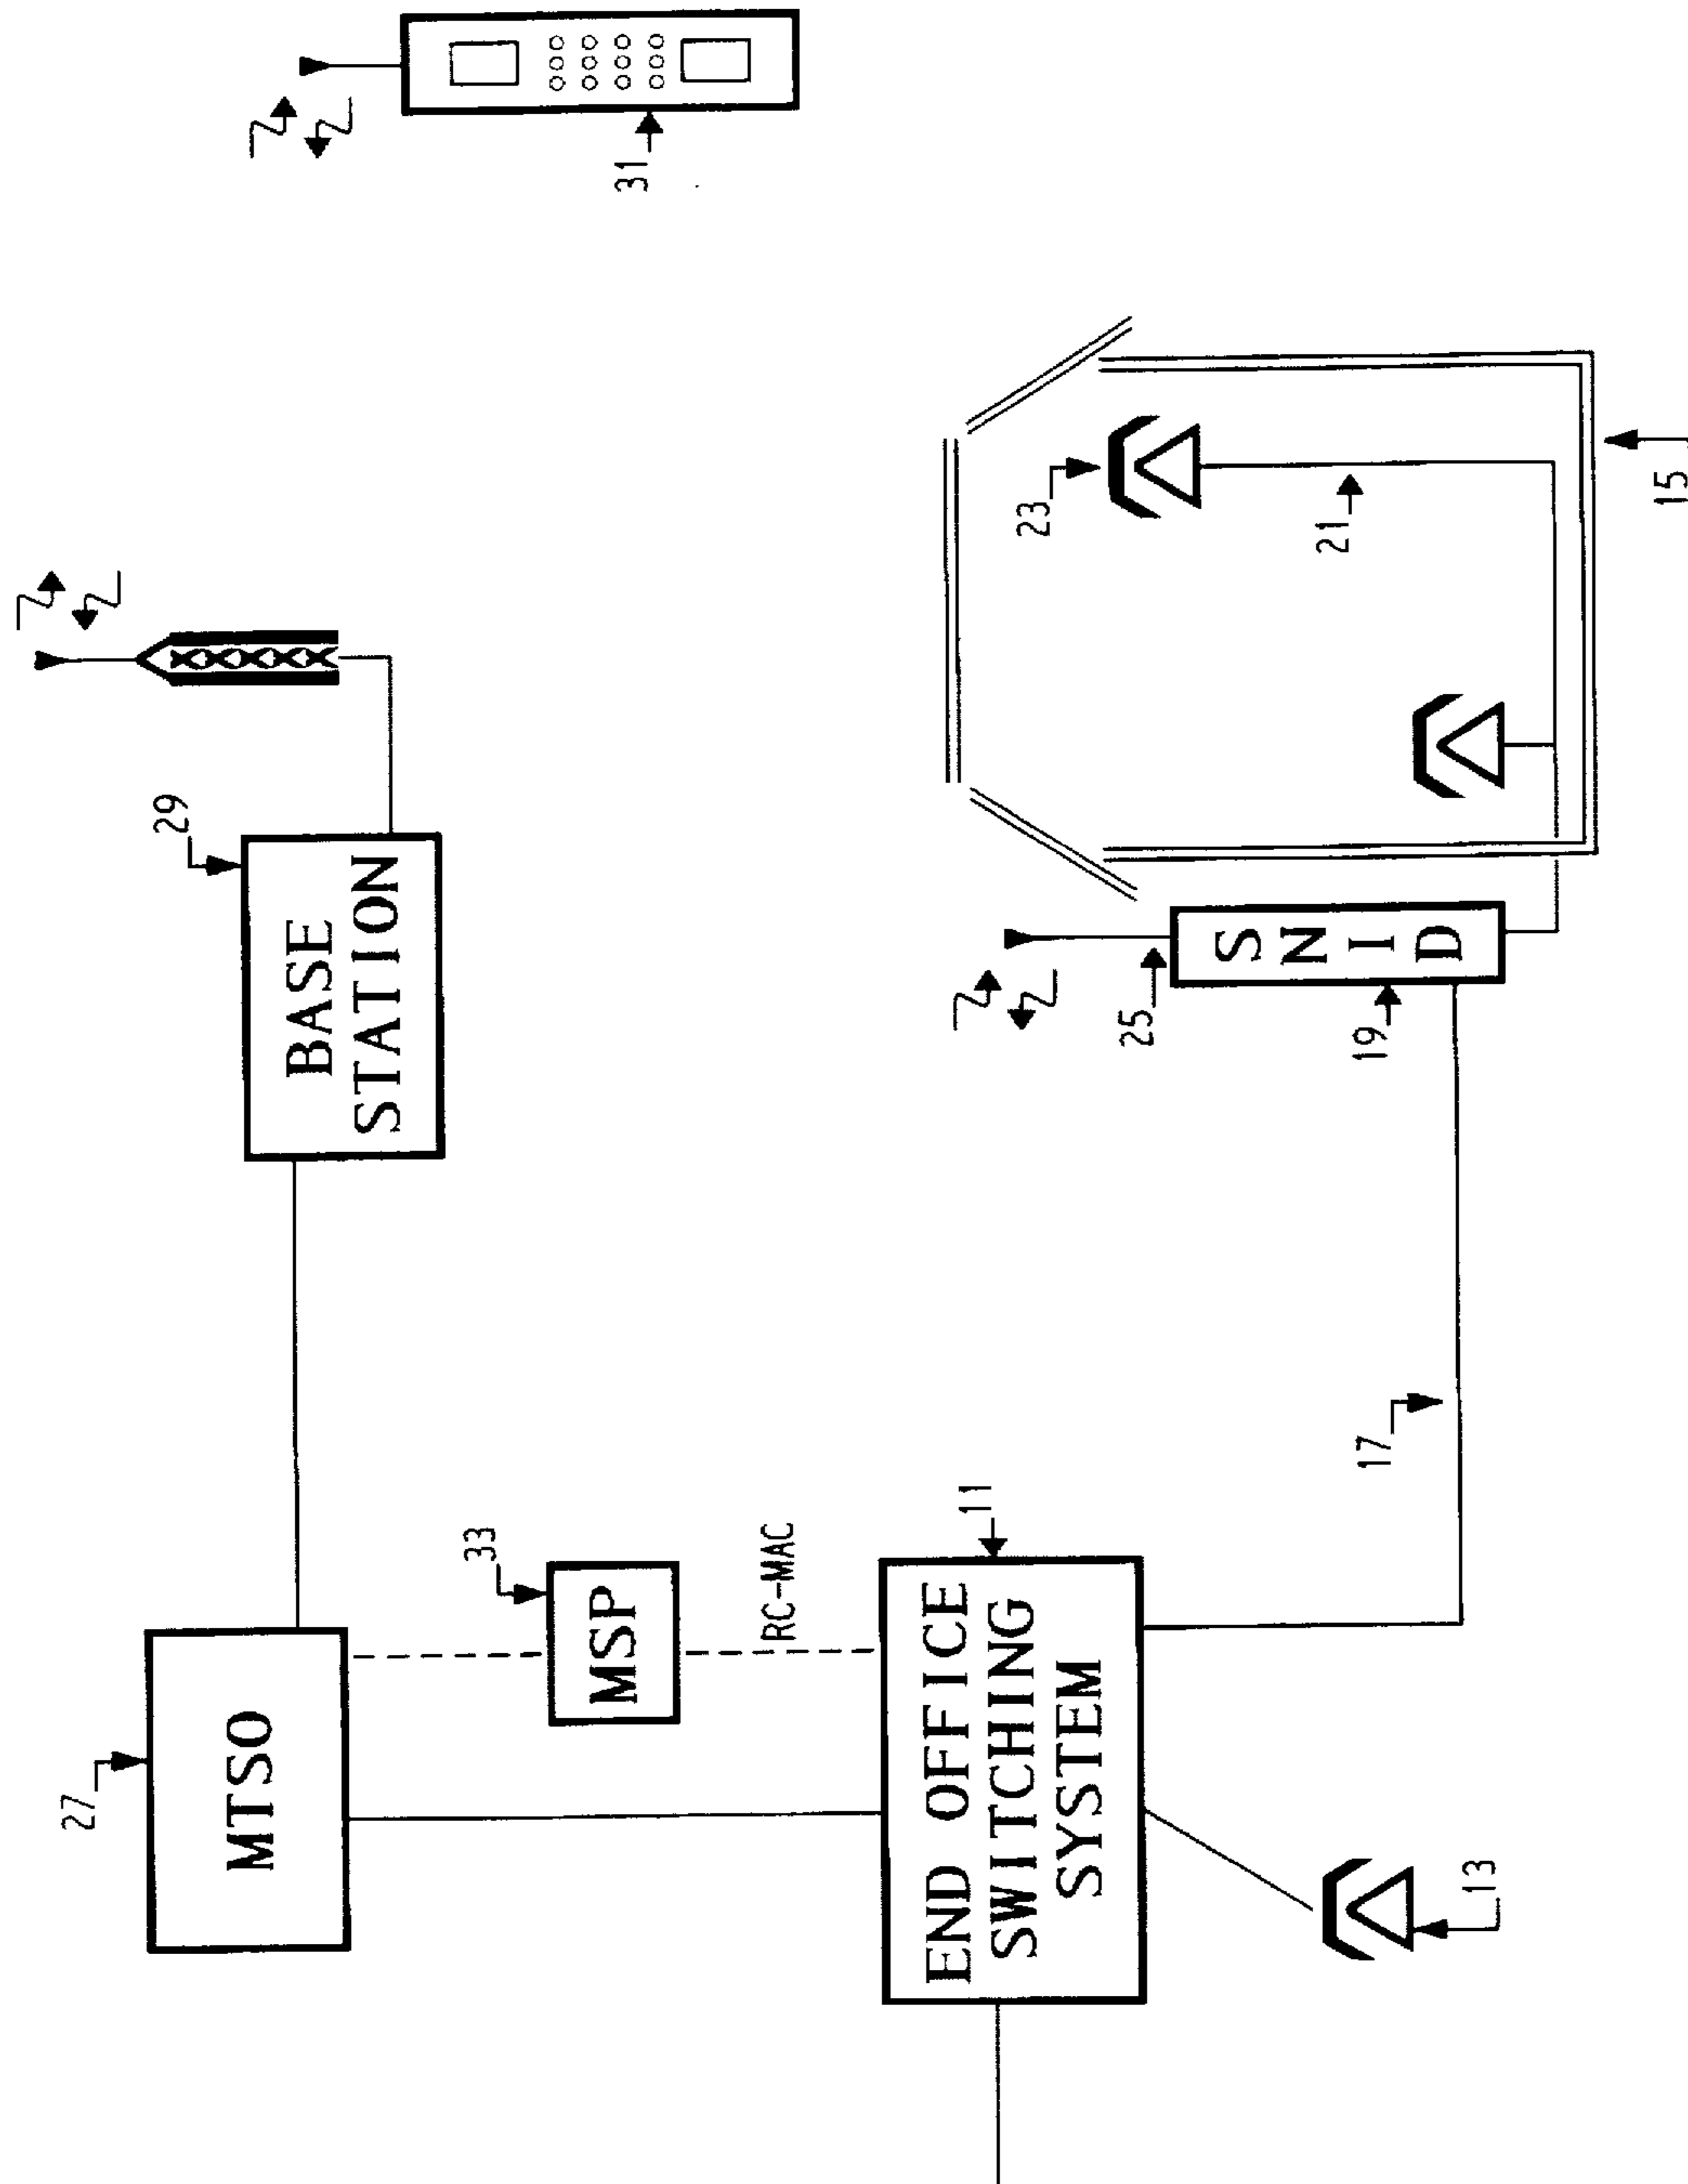 27
29
MTSO
BASE
STATION
33
MSP
31
RC-MAC
11
END OFFICE
SWITCHING
SYSTEM
23
25
S
N
I
D
21
19
17
13
15